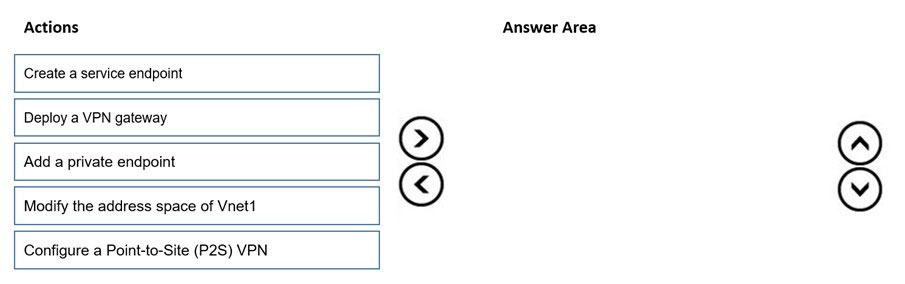 Actions
Answer Area
Create a service endpoint
Deploy a VPN gateway
Add a private endpoint
Modify the address space of Vnet1
Configure a Point-to-Site (P2S) VPN